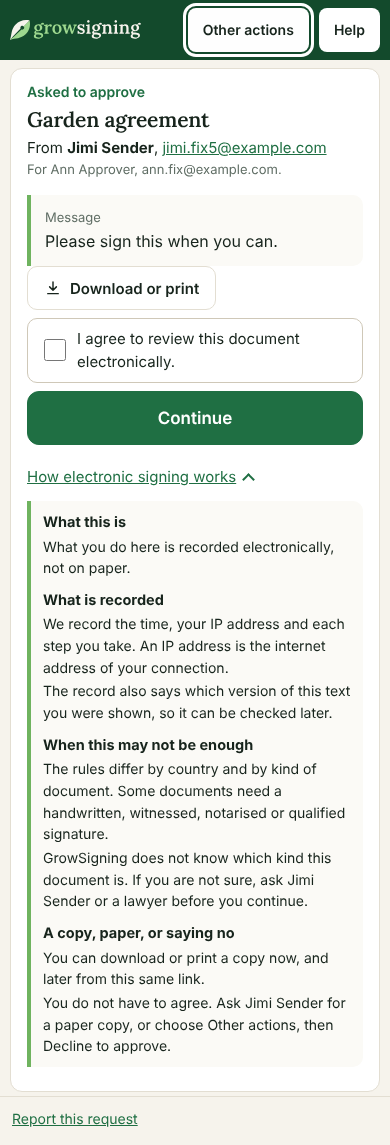 growsigning
Other actions
Help
Asked to approve
Garden agreement
From Jimi Sender, jimi.fix5@example.com
For Ann Approver, ann.fix@example.com.
Message
Please sign this when you can.
Download or print
I agree to review this document
electronically.
Continue
How electronic signing works
What this is
What you do here is recorded electronically,
not on paper.
What is recorded
We record the time, your IP address and each
step you take. An IP address is the internet
address of your connection.
The record also says which version of this text
you were shown, so it can be checked later.
When this may not be enough
The rules differ by country and by kind of
document. Some documents need a
handwritten, witnessed, notarised or qualified
signature.
GrowSigning does not know which kind this
document is. If you are not sure, ask Jimi
Sender or a lawyer before you continue.
A copy, paper, or saying no
You can download or print a copy now, and
later from this same link.
You do not have to agree. Ask Jimi Sender for
a paper copy, or choose Other actions, then
Decline to approve.
Report this request